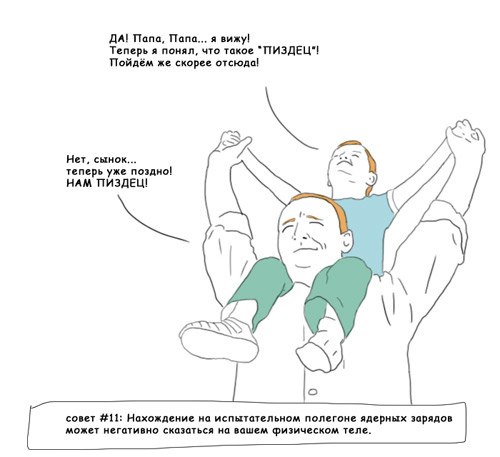 ДА! Папа, Папа... я вижу!
Теперь я понял, что такое "ПИЗДЕЦ"!
Пойдём же скорее отсюда!
Нет, сынок...
теперь уже поздно!
НАМ ПИЗДЕЦ!
совет #11: Нахождение на испытательном полегоне ядерных зарядов
может негативно сказаться на вашем физическом теле.